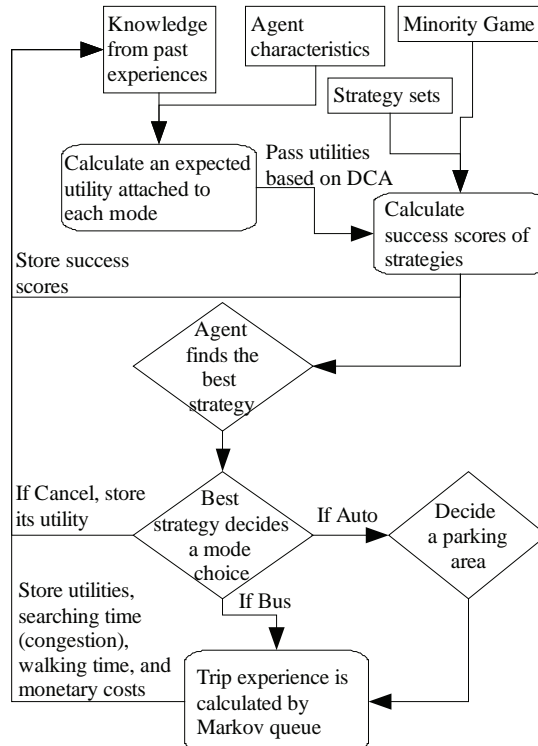 Knowledge
from past
experiences
Agent
characteristics
Minority Game
Strategy sets
Calculate an expected
utility attached to
each mode
Pass utilities
based on DCA
Calculate
success scores of
strategies
Store success
scores
Agent
finds the
best
strategy
If Cancel, store
its utility
Best
strategy decides
a mode
choice
If Auto
Decide
a parking
area
If Bus
Store utilities,
searching time
(congestion),
walking time, and
monetary costs
Trip experience is
calculated by
Markov queue